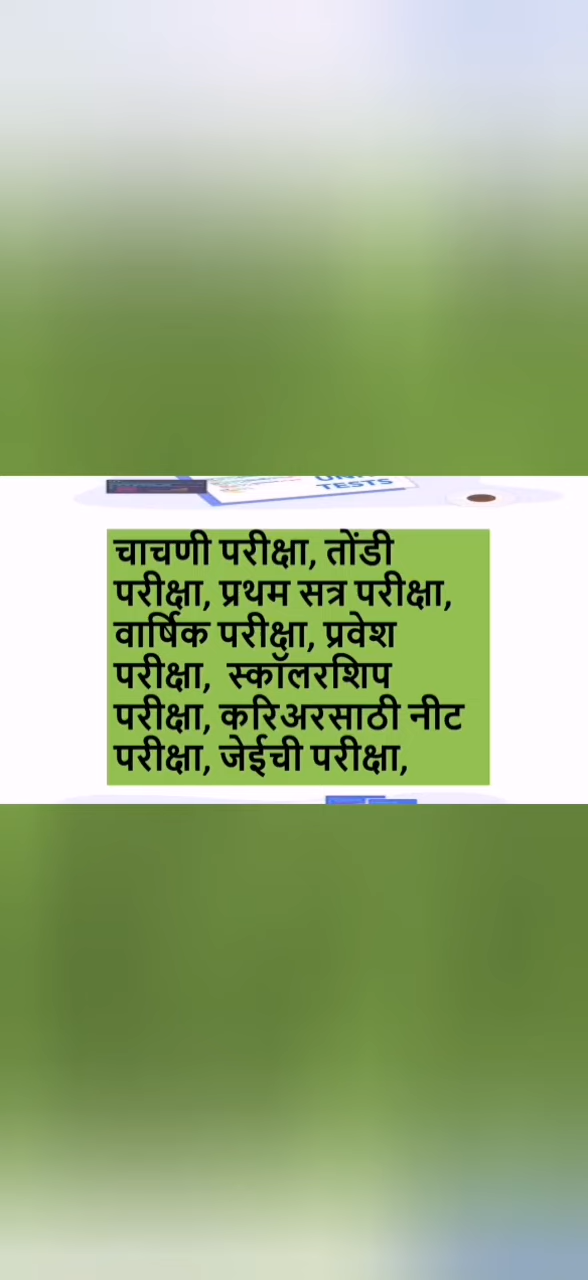 TESTS
चाचणी परीक्षा, तोंडी
परीक्षा, प्रथम सत्र परीक्षा,
वार्षिक परीक्षा, प्रवेश
परीक्षा, स्कॉलरशिप
परीक्षा, करिअरसाठी नीट
परीक्षा, जेईची परीक्षा,